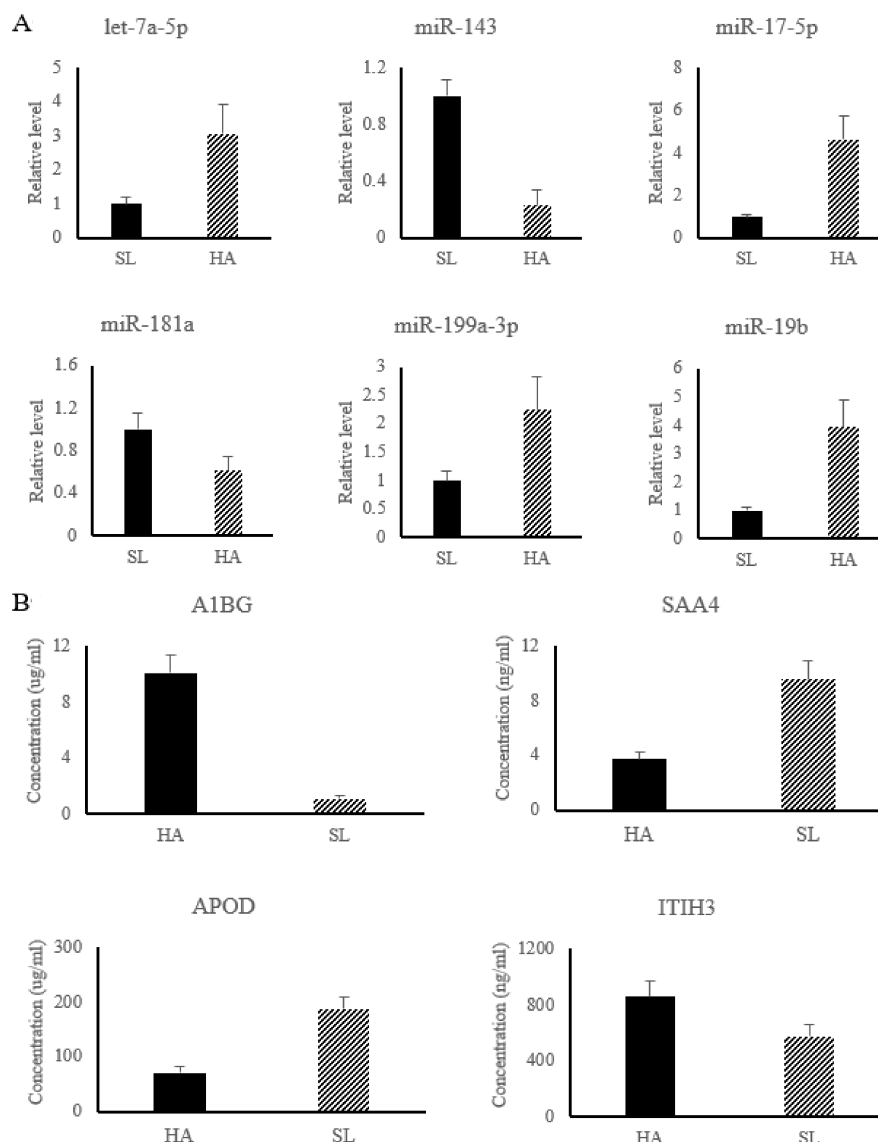 A
let-7a-5p
miR-143
miR-17-5p
Relative level
5
4
3
2
1
0
SL HA
Relative level
1.2
0.8
0.4
0
SL HA
Relative level
8
6
4
2
0
SL HA
miR-181a
miR-199a-3p
miR-19b
Relative level
1.6
1.2
0.8
0.4
0
SL HA
Relative level
3
2.5
2
1.5
1
0.5
0
SL HA
Relative level
6
5
4
3
2
1
0
SL HA
B
A1BG
SAA4
Concentration (ug/ml)
12
8
4
0
HA SL
Concentration (ng/ml)
12
8
4
0
HA SL
APOD
ITIH3
Concentration (ug/ml)
300
200
100
0
HA SL
Concentration (ng/ml)
1200
800
400
0
HA SL